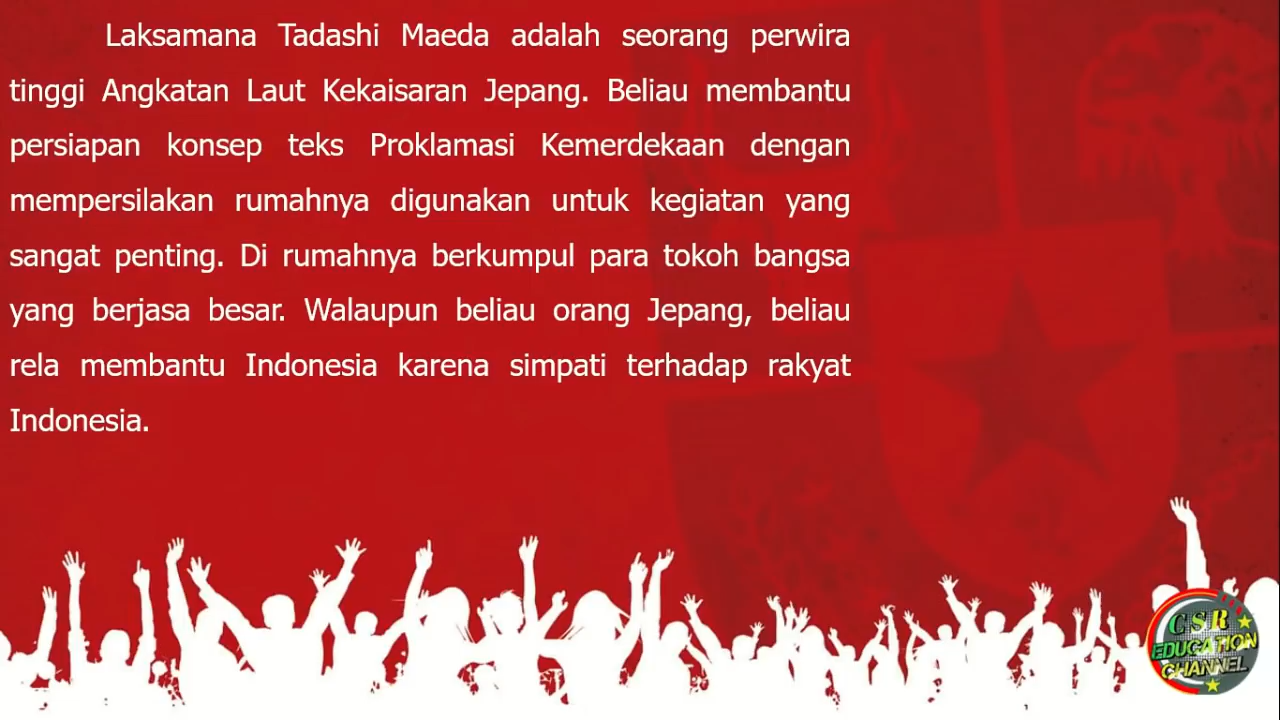 Laksamana Tadashi Maeda adalah seorang perwira
tinggi Angkatan Laut Kekaisaran Jepang. Beliau membantu
persiapan konsep teks Proklamasi Kemerdekaan dengan
mempersilakan rumahnya digunakan untuk kegiatan yang
sangat penting. Di rumahnya berkumpul para tokoh bangsa
yang berjasa besar. Walaupun beliau orang Jepang, beliau
rela membantu Indonesia karena simpati terhadap rakyat
Indonesia.
CSR
EDUCATION
CHANNEL